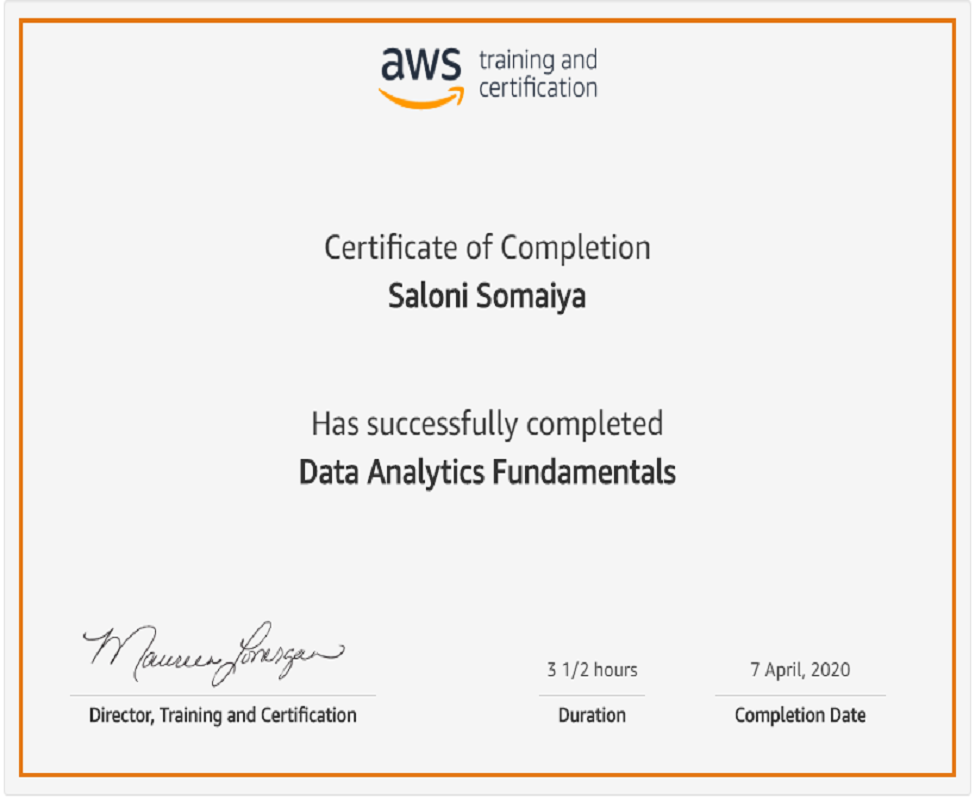 aws training and
certification
Certificate of Completion
Saloni Somaiya
Has successfully completed
Data Analytics Fundamentals
Maureen Lonergan
3 1/2 hours
7 April, 2020
Director, Training and Certification
Duration
Completion Date